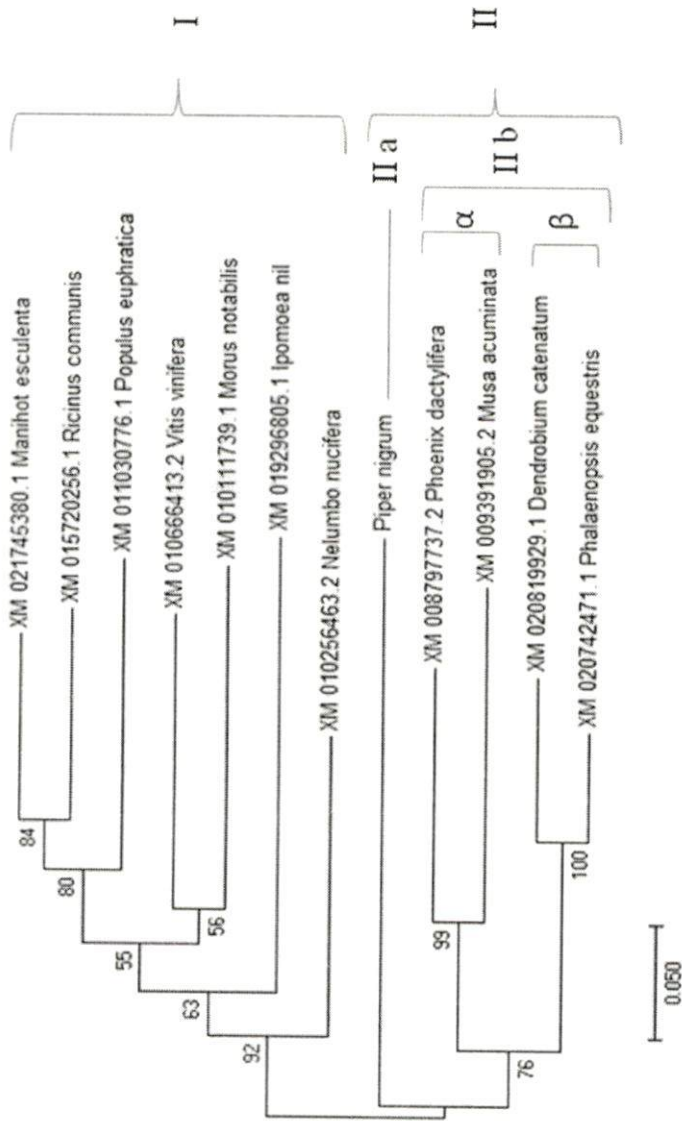 XM 021745380.1 Manihot esculenta
XM 015720256.1 Ricinus communis
XM 011030776.1 Populus euphratica
XM 010666413.2 Vitis vinifera
XM 010111739.1 Morus notabilis
XM 019296805.1 Ipomoea nil
XM 010256463.2 Nelumbo nucifera
Piper nigrum
XM 008797737.2 Phoenix dactylifera
XM 009391905.2 Musa acuminata
XM 020819929.1 Dendrobium catenatum
XM 020742471.1 Phalaenopsis equestris
84
80
55
56
63
92
99
76
100
I
II a
α
II b
β
II
0.050